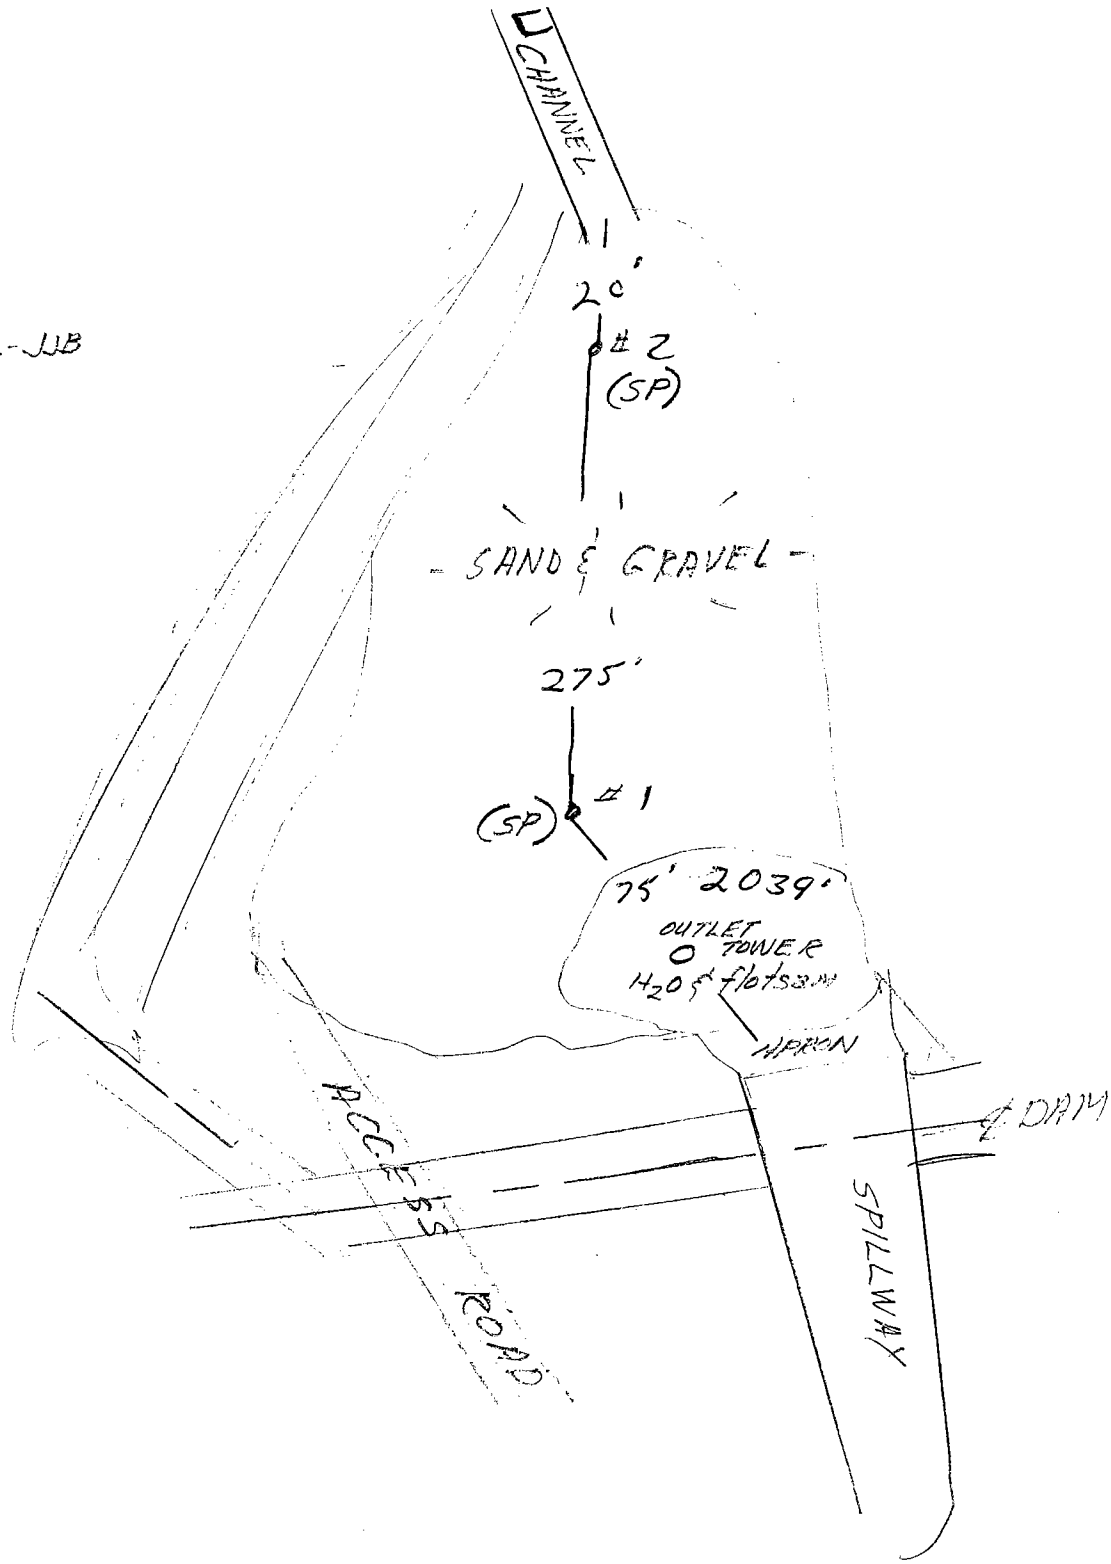 CHANNEL
20'
-JJB
# 2
(SP)
- SAND & GRAVEL -
275'
(SP) # 1
75' 2039'
OUTLET
TOWER
H2O & flotsam
APRON
ACCESS ROAD
℄ DAM
SPILLWAY